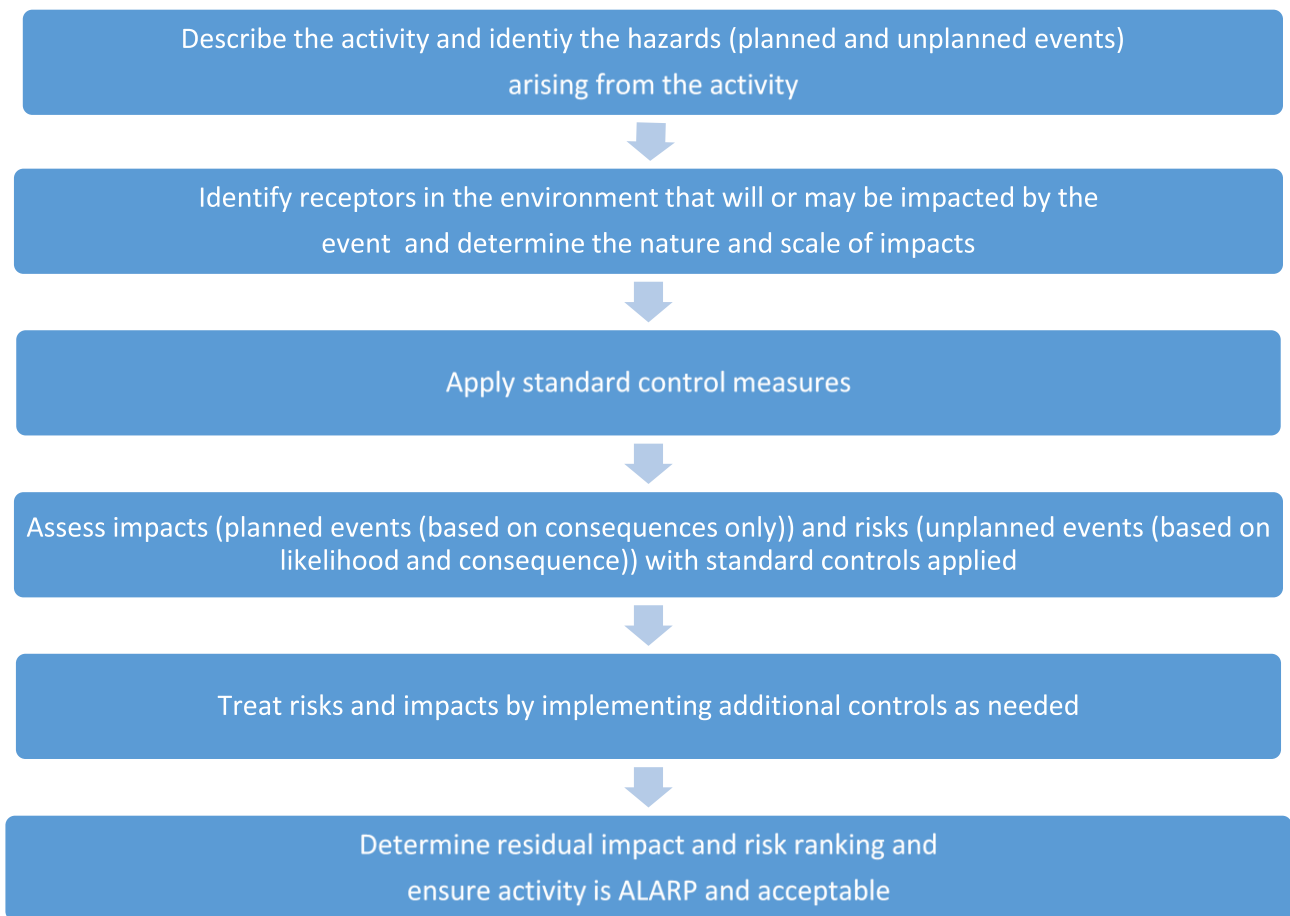 Describe the activity and identiy the hazards (planned and unplanned events)
arising from the activity
Identify receptors in the environment that will or may be impacted by the
event and determine the nature and scale of impacts
Apply standard control measures
Assess impacts (planned events (based on consequences only)) and risks (unplanned events (based on
likelihood and consequence)) with standard controls applied
Treat risks and impacts by implementing additional controls as needed
Determine residual impact and risk ranking and
ensure activity is ALARP and acceptable